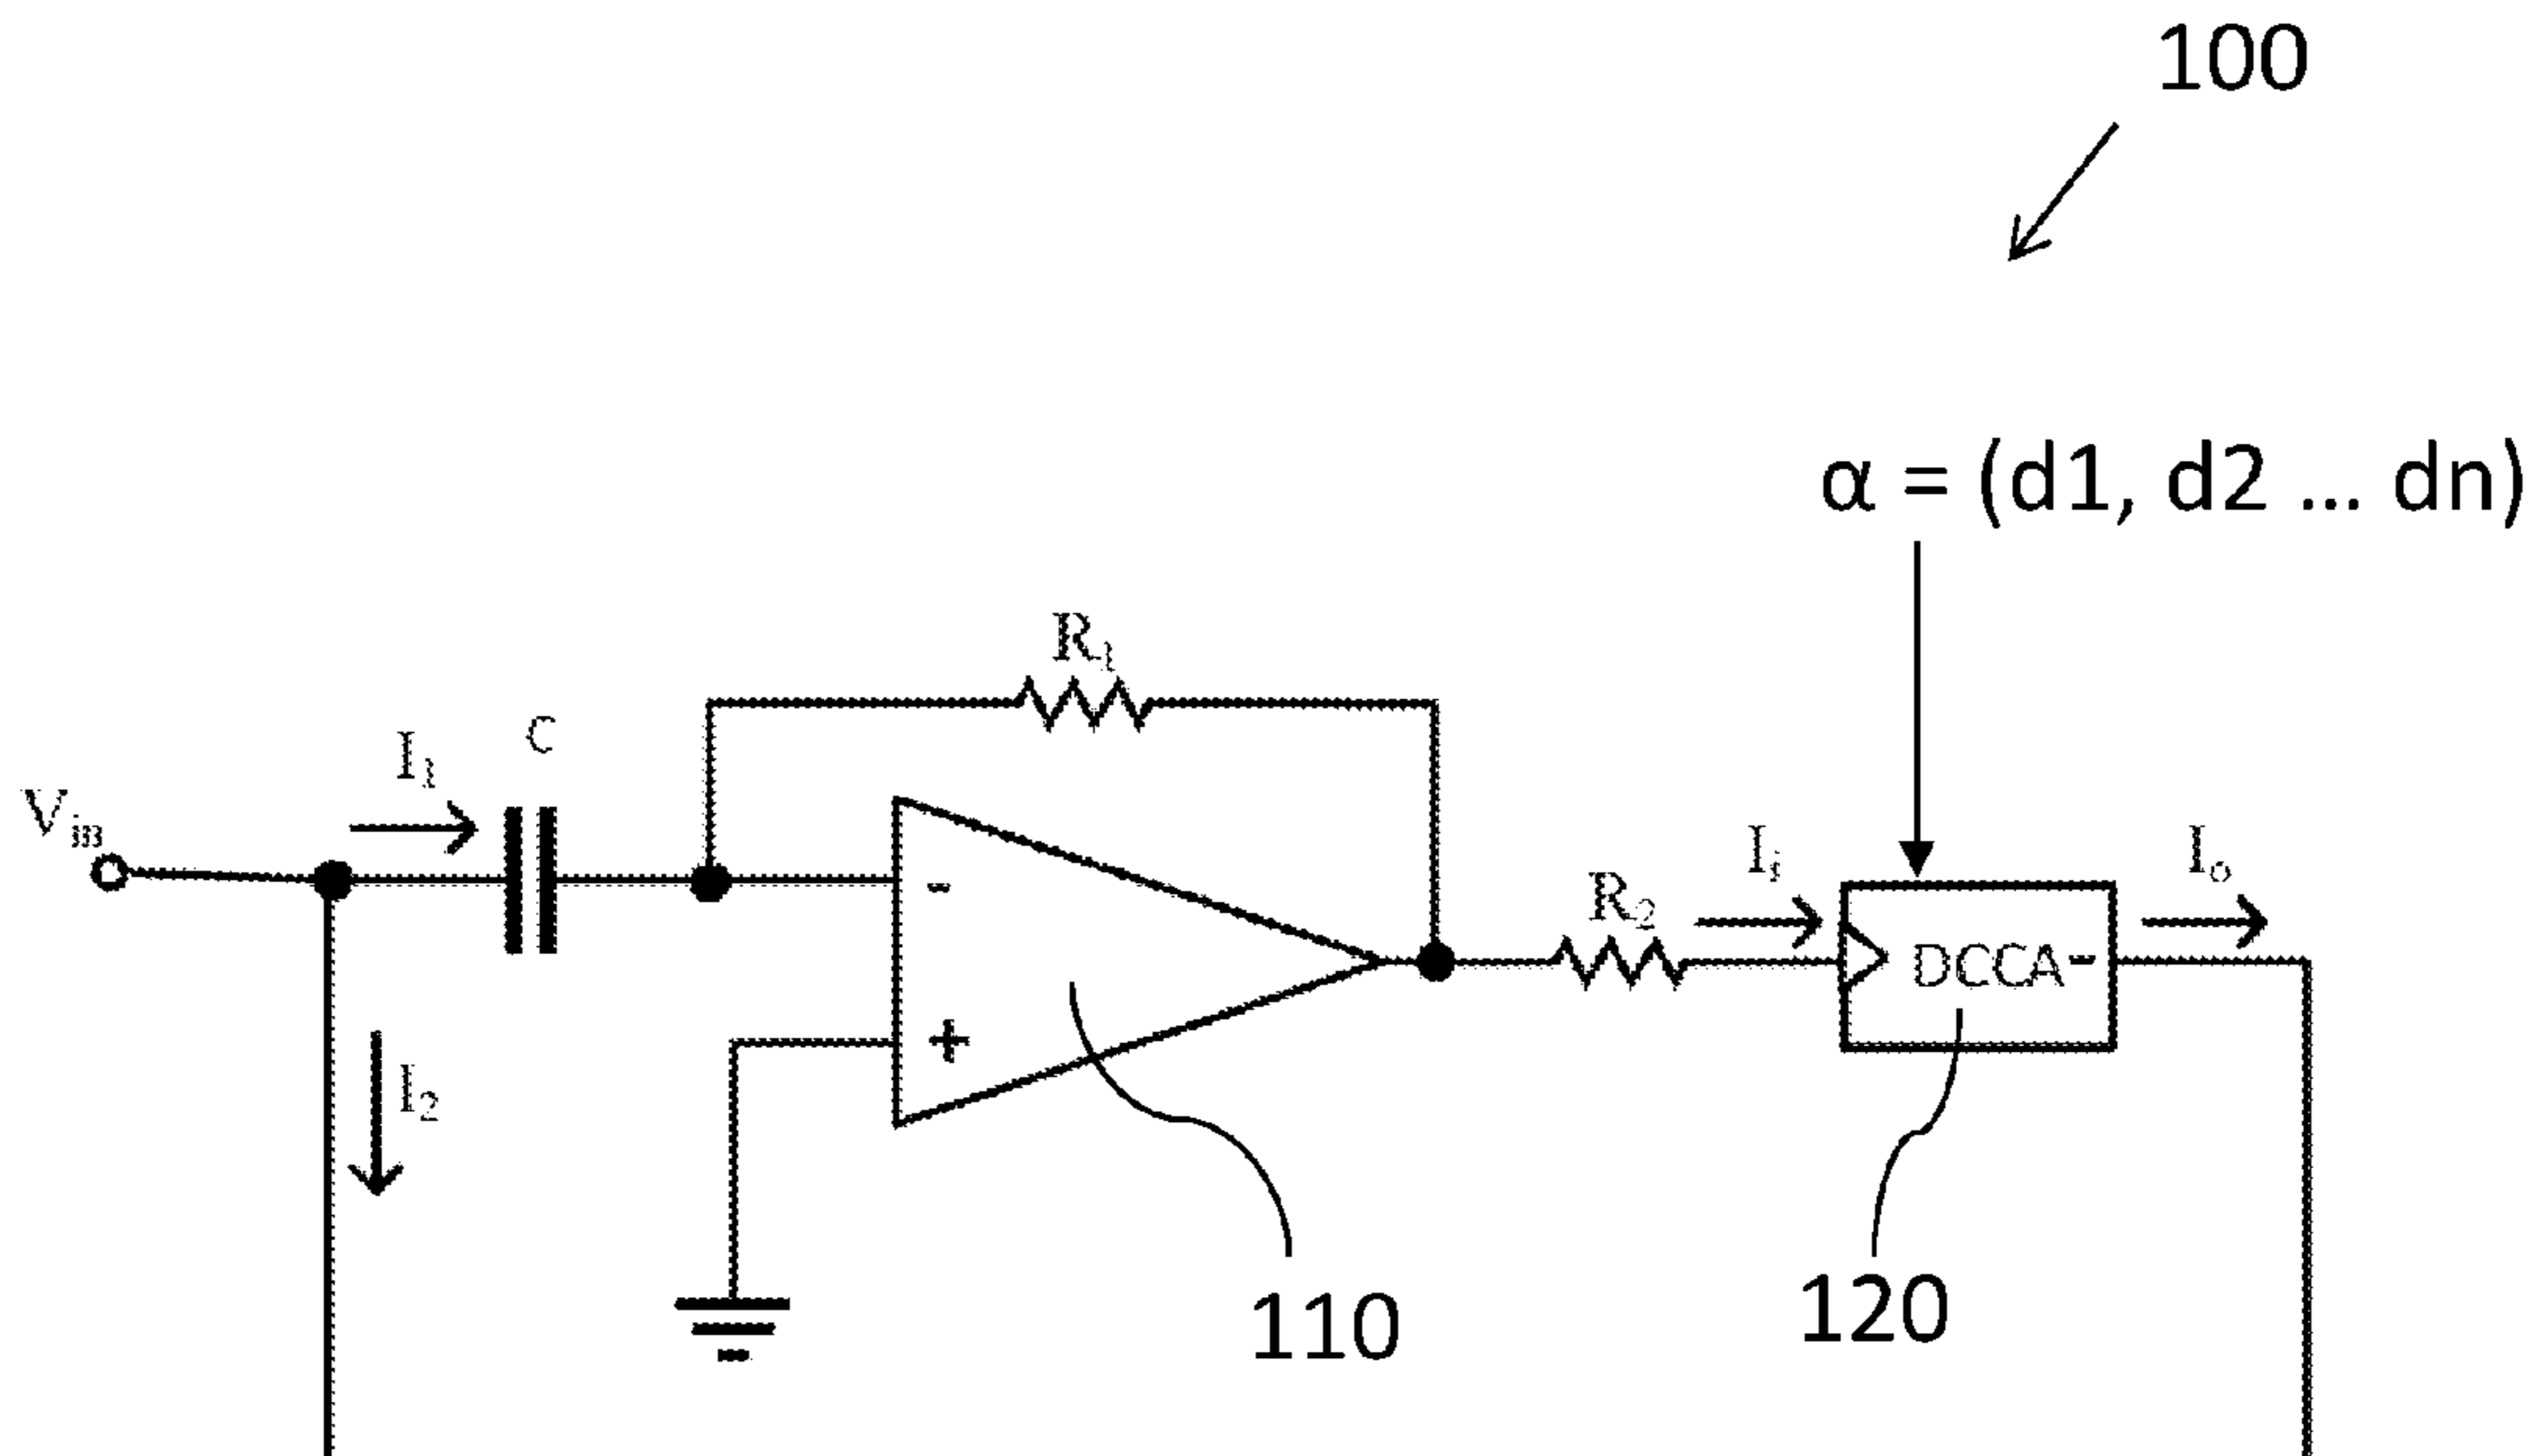 100
α = (d1, d2 ... dn)
R1
C
I1
Vin
Ii
Io
R2
-
DCCA -
+
I2
110
120